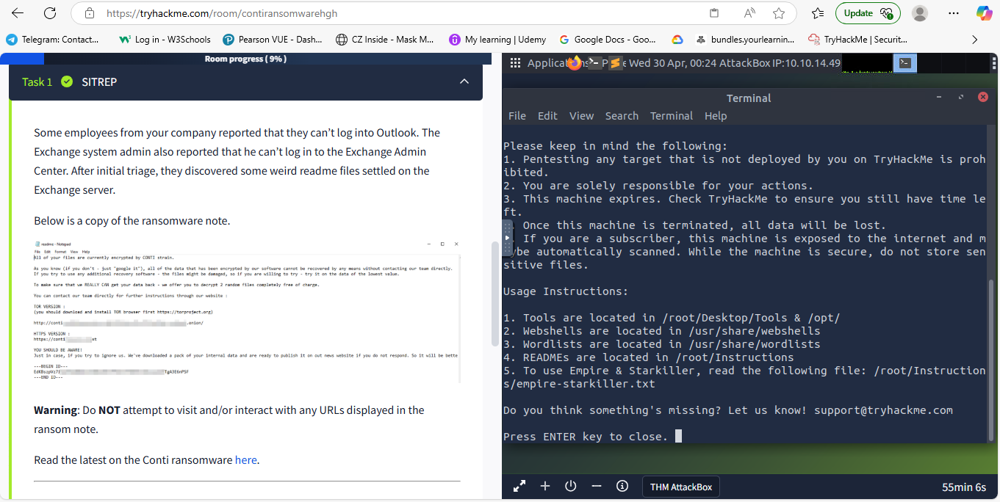 https://tryhackme.com/room/contiransomwarehgh
Update
Telegram: Contact...
Log in - W3Schools
Pearson VUE - Dash...
CZ Inside - Mask M...
My learning | Udemy
Google Docs - Goo...
bundles.yourlearnin...
TryHackMe | Securit...
Room progress ( 9% )
Task 1
SITREP
Some employees from your company reported that they can’t log into Outlook. The
Exchange system admin also reported that he can’t log in to the Exchange Admin
Center. After initial triage, they discovered some weird readme files settled on the
Exchange server.
Below is a copy of the ransomware note.
readme - Notepad
File Edit Format View Help
All of your files are currently encrypted by CONTI strain.
As you know (if you don't - just "google it"), all of the data that has been encrypted by our software cannot be recovered by any means without contacting our team directly.
If you try to use any additional recovery software - the files might be damaged, so if you are willing to try - try it on the data of the lowest value.
To make sure that we REALLY CAN get your data back - we offer you to decrypt 2 random files completely free of charge.
You can contact our team directly for further instructions through our website :
TOR VERSION :
(you should download and install TOR browser first https://torproject.org)
http://conti
.onion/
HTTPS VERSION :
https://conti
st
YOU SHOULD BE AWARE!
Just in case, if you try to ignore us. We've downloaded a pack of your internal data and are ready to publish it on out news website if you do not respond. So it will be bette
---BEGIN ID---
TgA3E6nPSF
---END ID---
Warning: Do NOT attempt to visit and/or interact with any URLs displayed in the
ransom note.
Read the latest on the Conti ransomware here.
Wed 30 Apr, 00:24 AttackBox IP:10.10.14.49
Terminal
File Edit View Search Terminal Help
Please keep in mind the following:
1. Pentesting any target that is not deployed by you on TryHackMe is proh
ibited.
2. You are solely responsible for your actions.
3. This machine expires. Check TryHackMe to ensure you still have time le
ft.
Once this machine is terminated, all data will be lost.
If you are a subscriber, this machine is exposed to the internet and m
ybe automatically scanned. While the machine is secure, do not store sen
sitive files.
Usage Instructions:
1. Tools are located in /root/Desktop/Tools & /opt/
2. Webshells are located in /usr/share/webshells
3. Wordlists are located in /usr/share/wordlists
4. READMEs are located in /root/Instructions
5. To use Empire & Starkiller, read the following file: /root/Instruction
s/empire-starkiller.txt
Do you think something's missing? Let us know! support@tryhackme.com
Press ENTER key to close.
THM AttackBox
55min 6s